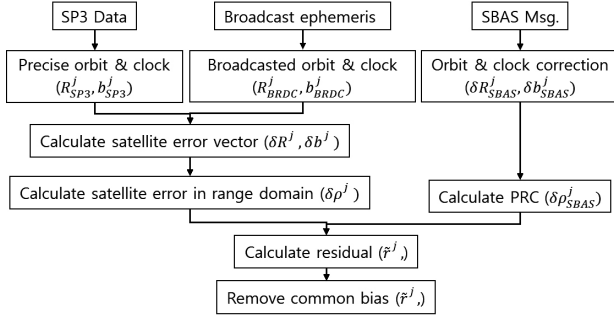 SP3 Data
Broadcast ephemeris
SBAS Msg.
Precise orbit & clock
(R^j_SP3, b^j_SP3)
Broadcasted orbit & clock
(R^j_BRDC, b^j_BRDC)
Orbit & clock correction
(δR^j_SBAS, δb^j_SBAS)
Calculate satellite error vector (δR^j, δb^j)
Calculate satellite error in range domain (δρ^j)
Calculate PRC (δρ^j_SBAS)
Calculate residual (r̃^j,)
Remove common bias (r̃^j,)